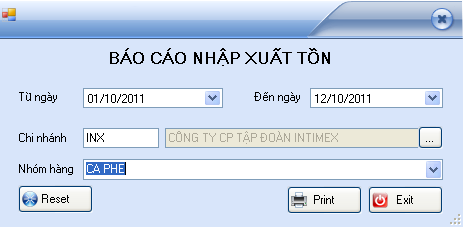 BÁO CÁO NHẬP XUẤT TỒN
Từ ngày 01/10/2011 Đến ngày 12/10/2011
Chi nhánh INX CÔNG TY CP TẬP ĐOÀN INTIMEX ...
Nhóm hàng CA PHE
Reset Print Exit